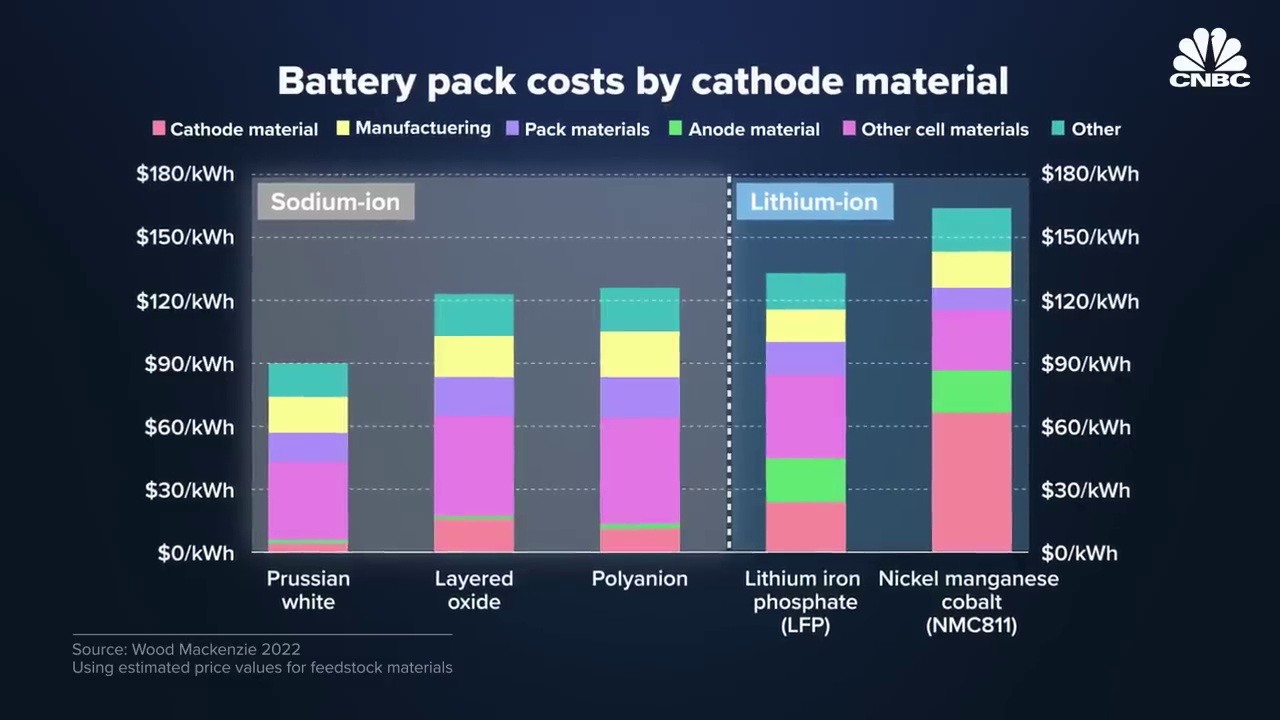 CNBC
Battery pack costs by cathode material
Cathode material Manufactuering Pack materials Anode material Other cell materials Other
$180/kWh $180/kWh
Sodium-ion Lithium-ion
$150/kWh $150/kWh
$120/kWh $120/kWh
$90/kWh $90/kWh
$60/kWh $60/kWh
$30/kWh $30/kWh
$0/kWh $0/kWh
Prussian white
Layered oxide
Polyanion
Lithium iron phosphate (LFP)
Nickel manganese cobalt (NMC811)
Source: Wood Mackenzie 2022
Using estimated price values for feedstock materials